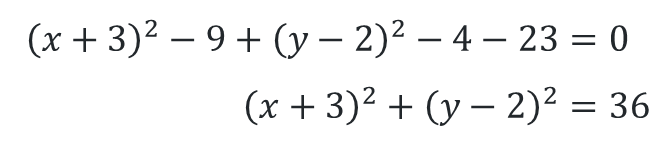 (x + 3)² − 9 + (y − 2)² − 4 − 23 = 0
(x + 3)² + (y − 2)² = 36